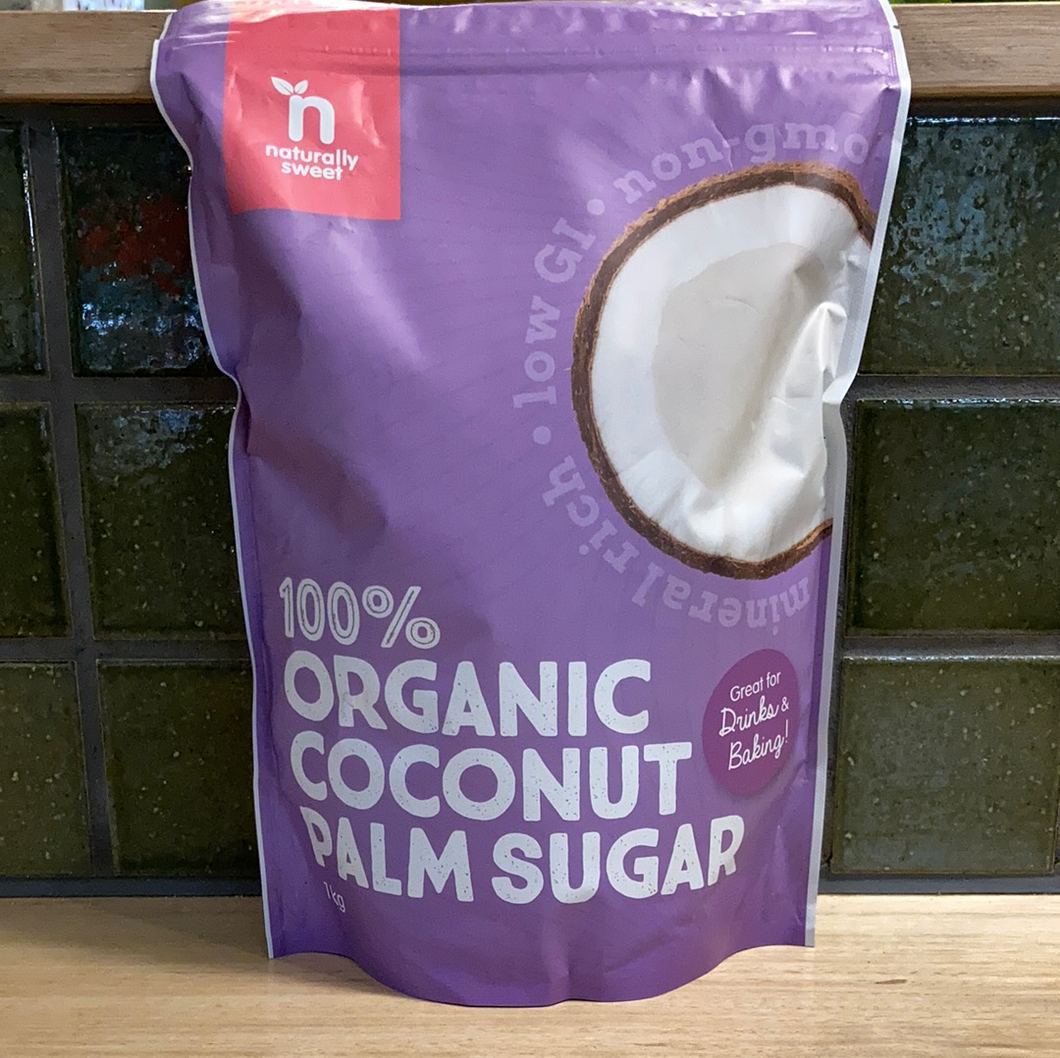 n
naturally
sweet
mineral rich • low GI • non-gmo
100%
ORGANIC
COCONUT
PALM SUGAR
1kg
Great for
Drinks &
Baking!